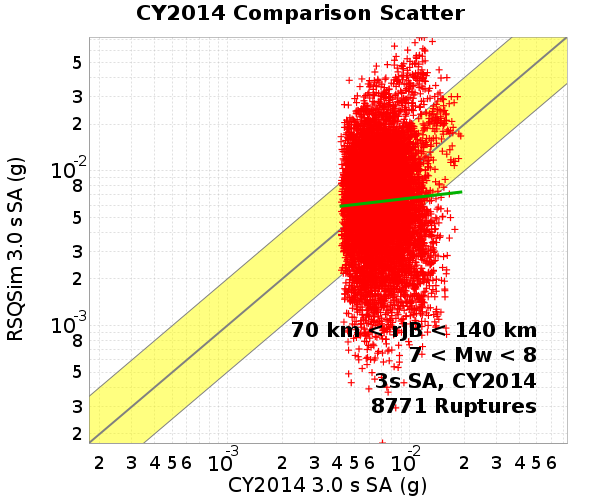 CY2014 Comparison Scatter
RSQSim 3.0 s SA (g)
5
3
2
10-2
8
5
3
2
10-3
8
5
3
2
70 km < rJB < 140 km
7 < Mw < 8
3s SA, CY2014
8771 Ruptures
2 3 4 5 6 10-3 2 3 4 5 6 10-2 2 3 4 5 6
CY2014 3.0 s SA (g)